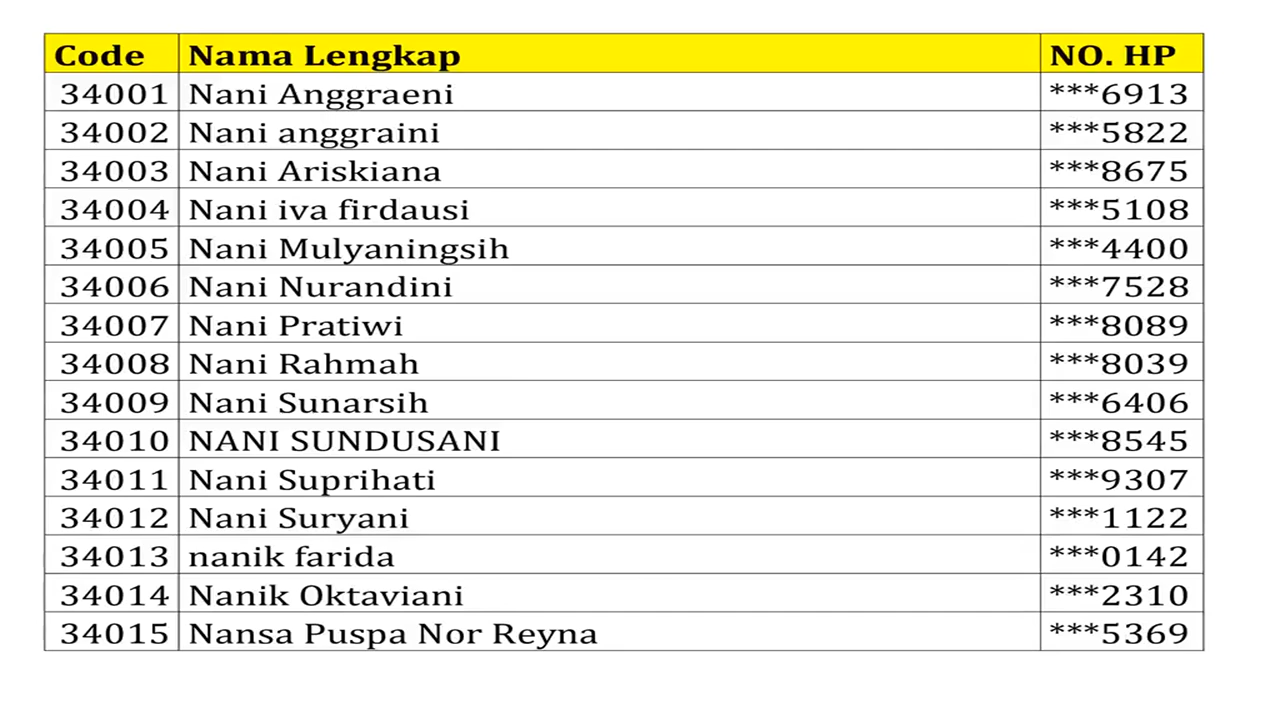 Code Nama Lengkap NO. HP
34001 Nani Anggraeni ***6913
34002 Nani anggraini ***5822
34003 Nani Ariskiana ***8675
34004 Nani iva firdausi ***5108
34005 Nani Mulyaningsih ***4400
34006 Nani Nurandini ***7528
34007 Nani Pratiwi ***8089
34008 Nani Rahmah ***8039
34009 Nani Sunarsih ***6406
34010 NANI SUNDUSANI ***8545
34011 Nani Suprihati ***9307
34012 Nani Suryani ***1122
34013 nanik farida ***0142
34014 Nanik Oktaviani ***2310
34015 Nansa Puspa Nor Reyna ***5369